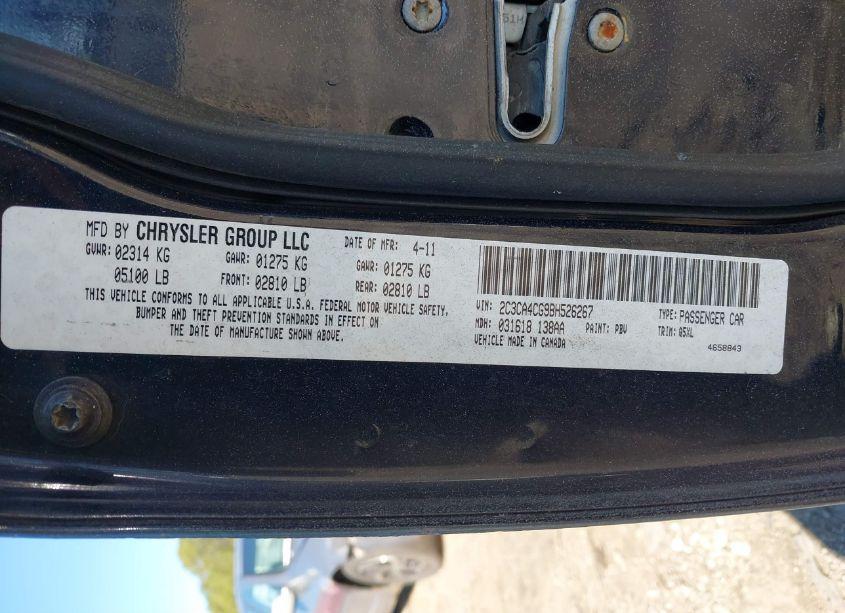 51H
MFD BY CHRYSLER GROUP LLC DATE OF MFR: 4-11
GVWR: 02314 KG GAWR: 01275 KG GAWR: 01275 KG
05100 LB FRONT: 02810 LB REAR: 02810 LB
THIS VEHICLE CONFORMS TO ALL APPLICABLE U.S.A. FEDERAL MOTOR VEHICLE SAFETY,
BUMPER AND THEFT PREVENTION STANDARDS IN EFFECT ON
THE DATE OF MANUFACTURE SHOWN ABOVE.
VIN: 2C3CA4CG9BH526267 TYPE: PASSENGER CAR
MDH: 031618 138AA PAINT: PBV TRIM: Q5XL
VEHICLE MADE IN CANADA 4658843